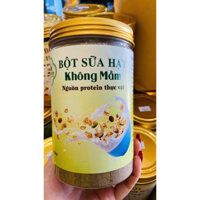 BỘT SỮA HẠT
Không Mầm
Nguồn protein thực vật